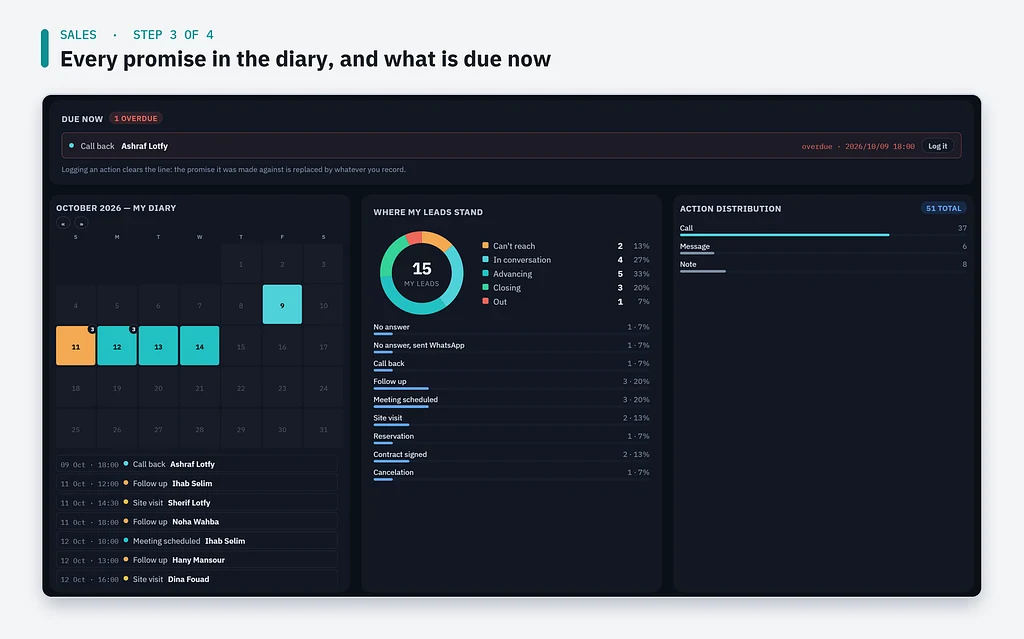 SALES · STEP 3 OF 4
Every promise in the diary, and what is due now
DUE NOW 1 OVERDUE
Call back Ashraf Lotfy overdue · 2026/10/09 18:00 Log it
Logging an action clears the line: the promise it was made against is replaced by whatever you record.
OCTOBER 2026 — MY DIARY
« »
S M T W T F S
1 2 3
4 5 6 7 8 9 10
11 3 12 3 13 14 15 16 17
18 19 20 21 22 23 24
25 26 27 28 29 30 31
09 Oct · 18:00 Call back Ashraf Lotfy
11 Oct · 12:00 Follow up Ihab Selim
11 Oct · 14:30 Site visit Sherif Lotfy
11 Oct · 18:00 Follow up Noha Wahba
12 Oct · 10:00 Meeting scheduled Ihab Selim
12 Oct · 13:00 Follow up Hany Mansour
12 Oct · 16:00 Site visit Dina Fouad
WHERE MY LEADS STAND
15
MY LEADS
Can't reach 2 13%
In conversation 4 27%
Advancing 5 33%
Closing 3 20%
Out 1 7%
No answer 1 · 7%
No answer, sent WhatsApp 1 · 7%
Call back 1 · 7%
Follow up 3 · 20%
Meeting scheduled 3 · 20%
Site visit 2 · 13%
Reservation 1 · 7%
Contract signed 2 · 13%
Cancelation 1 · 7%
ACTION DISTRIBUTION 51 TOTAL
Call 37
Message 6
Note 8